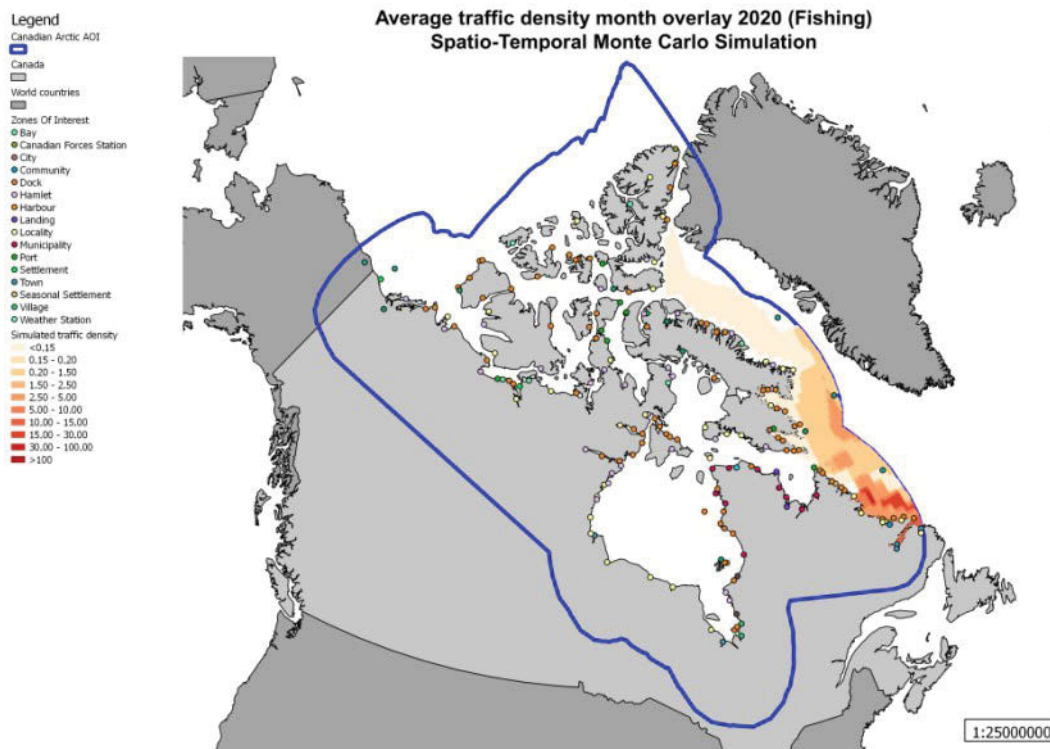 Average traffic density month overlay 2020 (Fishing)
Spatio-Temporal Monte Carlo Simulation
Legend
Canadian Arctic AOI
Canada
World countries
Zones Of Interest
Bay
Canadian Forces Station
City
Community
Dock
Hamlet
Harbour
Landing
Locality
Municipality
Port
Settlement
Town
Seasonal Settlement
Village
Weather Station
Simulated traffic density
<0.15
0.15 - 0.20
0.20 - 1.50
1.50 - 2.50
2.50 - 5.00
5.00 - 10.00
10.00 - 15.00
15.00 - 30.00
30.00 - 100.00
>100
1:25000000